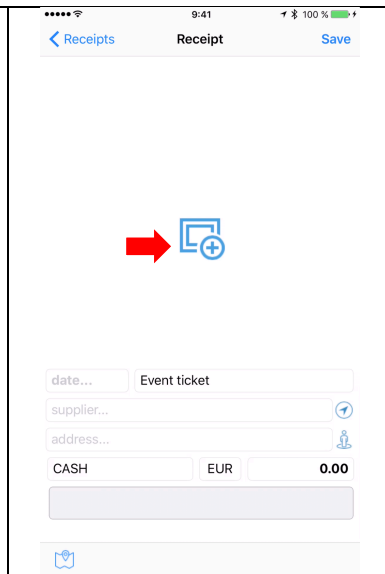 9:41
100 %
Receipts
Receipt
Save
date...
Event ticket
supplier...
address...
CASH
EUR
0.00